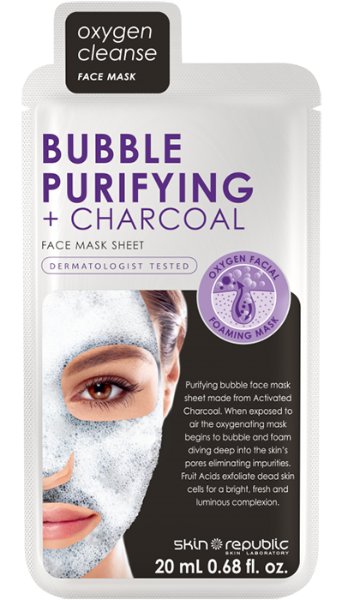 oxygen
cleanse
FACE MASK
BUBBLE
PURIFYING
+ CHARCOAL
FACE MASK SHEET
DERMATOLOGIST TESTED
OXYGEN FACIAL
FOAMING MASK
Purifying bubble face mask
sheet made from Activated
Charcoal. When exposed to
air the oxygenating mask
begins to bubble and foam
diving deep into the skin's
pores eliminating impurities.
Fruit Acids exfoliate dead skin
cells for a bright, fresh and
luminous complexion.
skin republic
SKIN LABORATORY
20 mL 0.68 fl. oz.